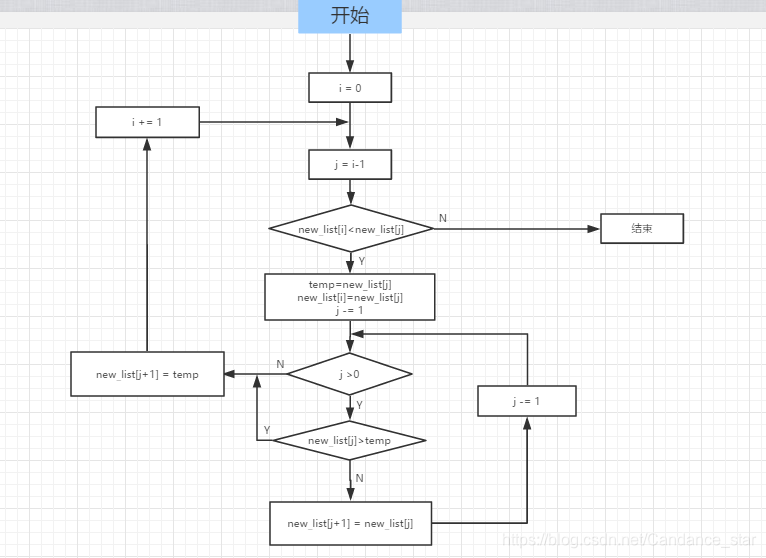 开始
i = 0
i += 1
j = i-1
new_list[i]<new_list[j]
N
结束
Y
temp=new_list[j]
new_list[i]=new_list[j]
j -= 1
N
j >0
new_list[j+1] = temp
Y
j -= 1
Y
new_list[j]>temp
N
new_list[j+1] = new_list[j]
https://blog.csdn.net/Candance_star